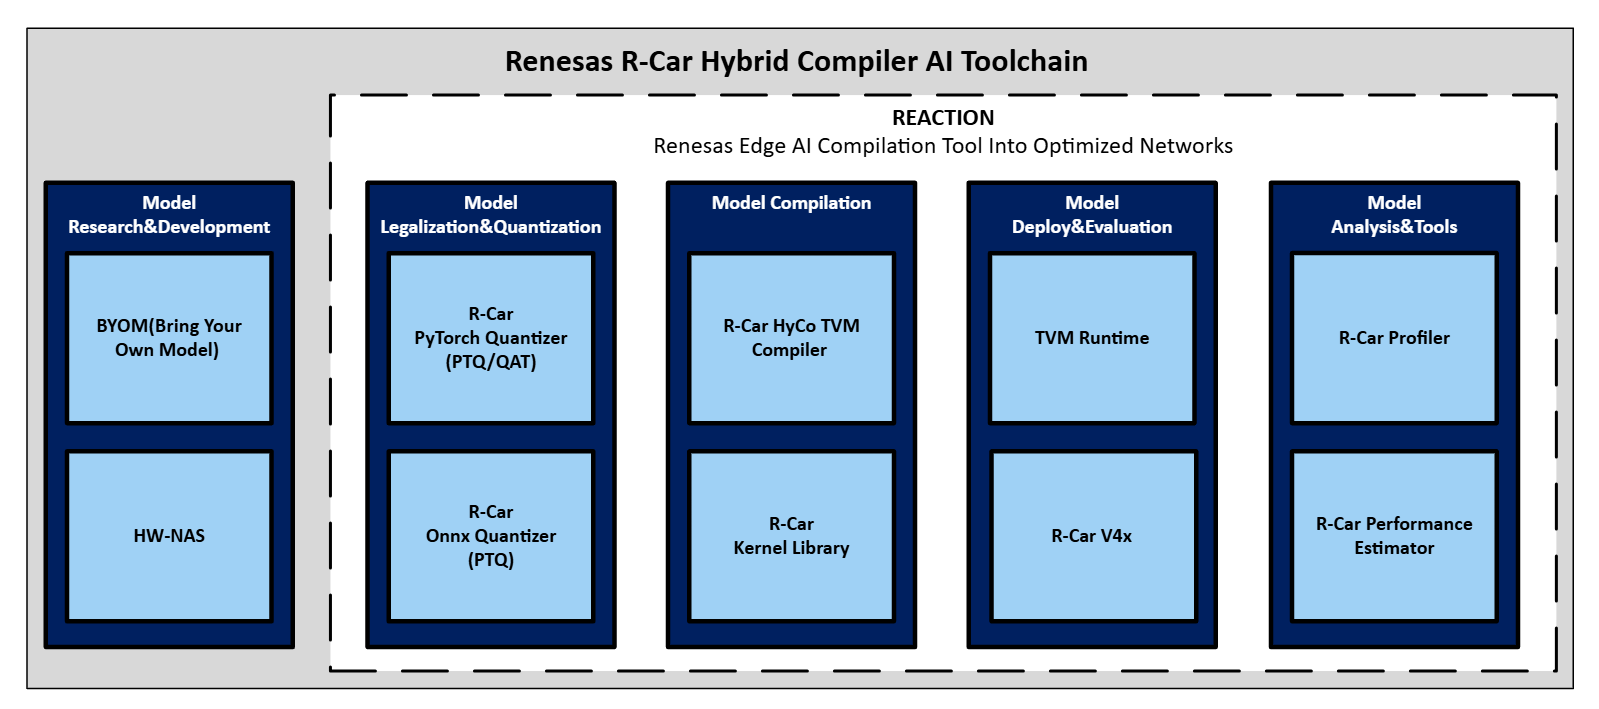 Renesas R-Car Hybrid Compiler AI Toolchain
REACTION
Renesas Edge AI Compilation Tool Into Optimized Networks
Model
Research&Development
BYOM(Bring Your
Own Model)
HW-NAS
Model
Legalization&Quantization
R-Car
PyTorch Quantizer
(PTQ/QAT)
R-Car
Onnx Quantizer
(PTQ)
Model Compilation
R-Car HyCo TVM
Compiler
R-Car
Kernel Library
Model
Deploy&Evaluation
TVM Runtime
R-Car V4x
Model
Analysis&Tools
R-Car Profiler
R-Car Performance
Estimator